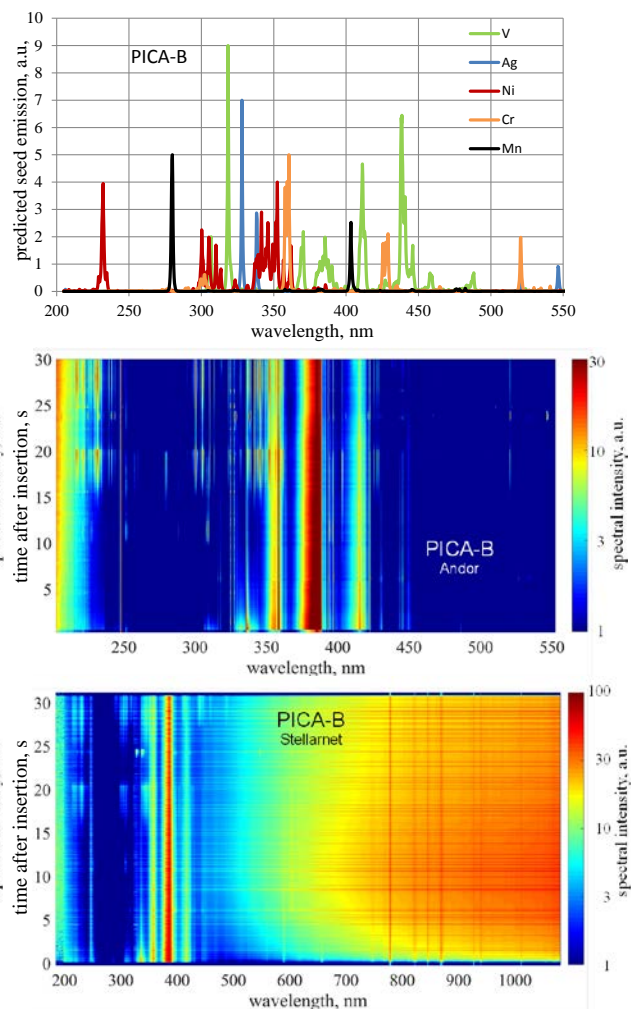 PICA-B
V
Ag
Ni
Cr
Mn
predicted seed emission, a.u,
10
9
8
7
6
5
4
3
2
1
0
200 250 300 350 400 450 500 550
wavelength, nm
time after insertion, s
30
25
20
15
10
5
PICA-B
Andor
250 300 350 400 450 500 550
wavelength, nm
30
10
3
1
spectral intensity, a.u.
time after insertion, s
30
25
20
15
10
5
0
PICA-B
Stellarnet
200 300 400 500 600 700 800 900 1000
wavelength, nm
100
30
10
3
1
spectral intensity, a.u.